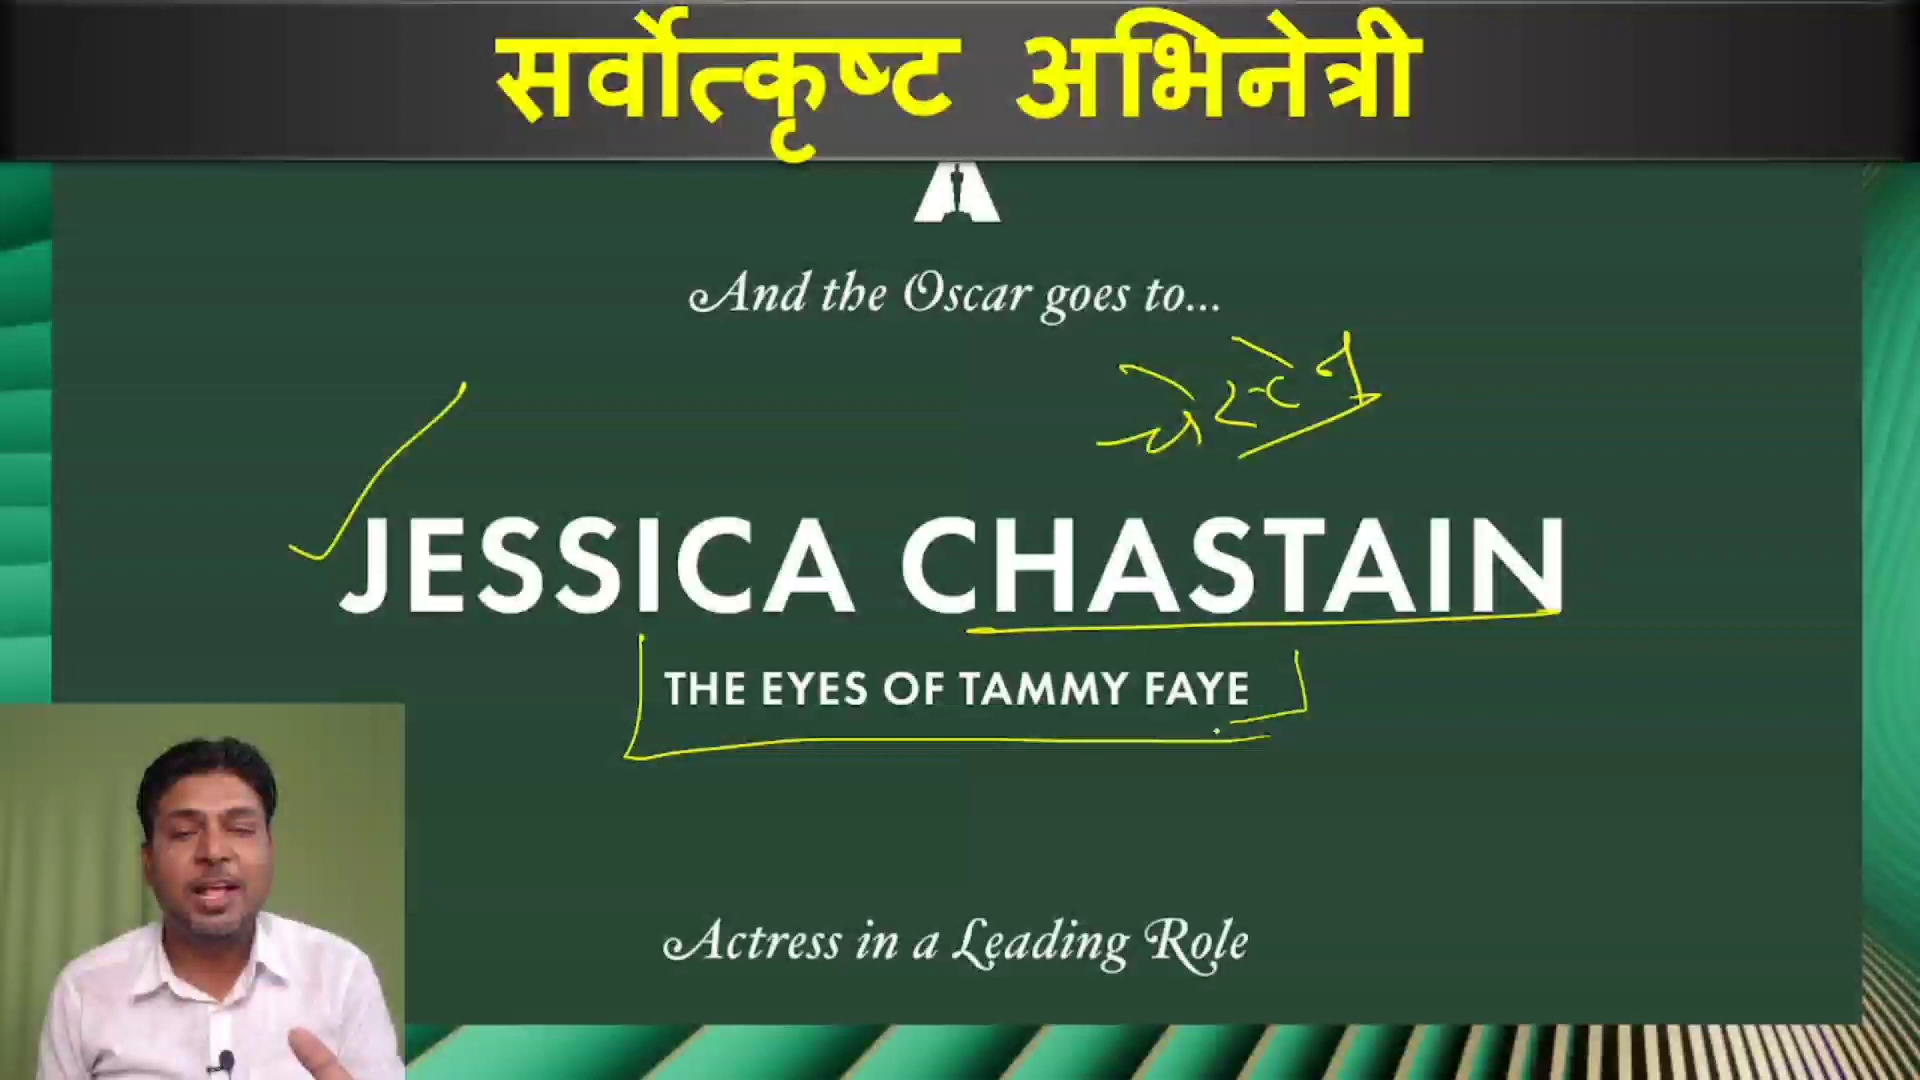 सर्वोत्कृष्ट अभिनेत्री
And the Oscar goes to...
JESSICA CHASTAIN
THE EYES OF TAMMY FAYE
Actress in a Leading Role